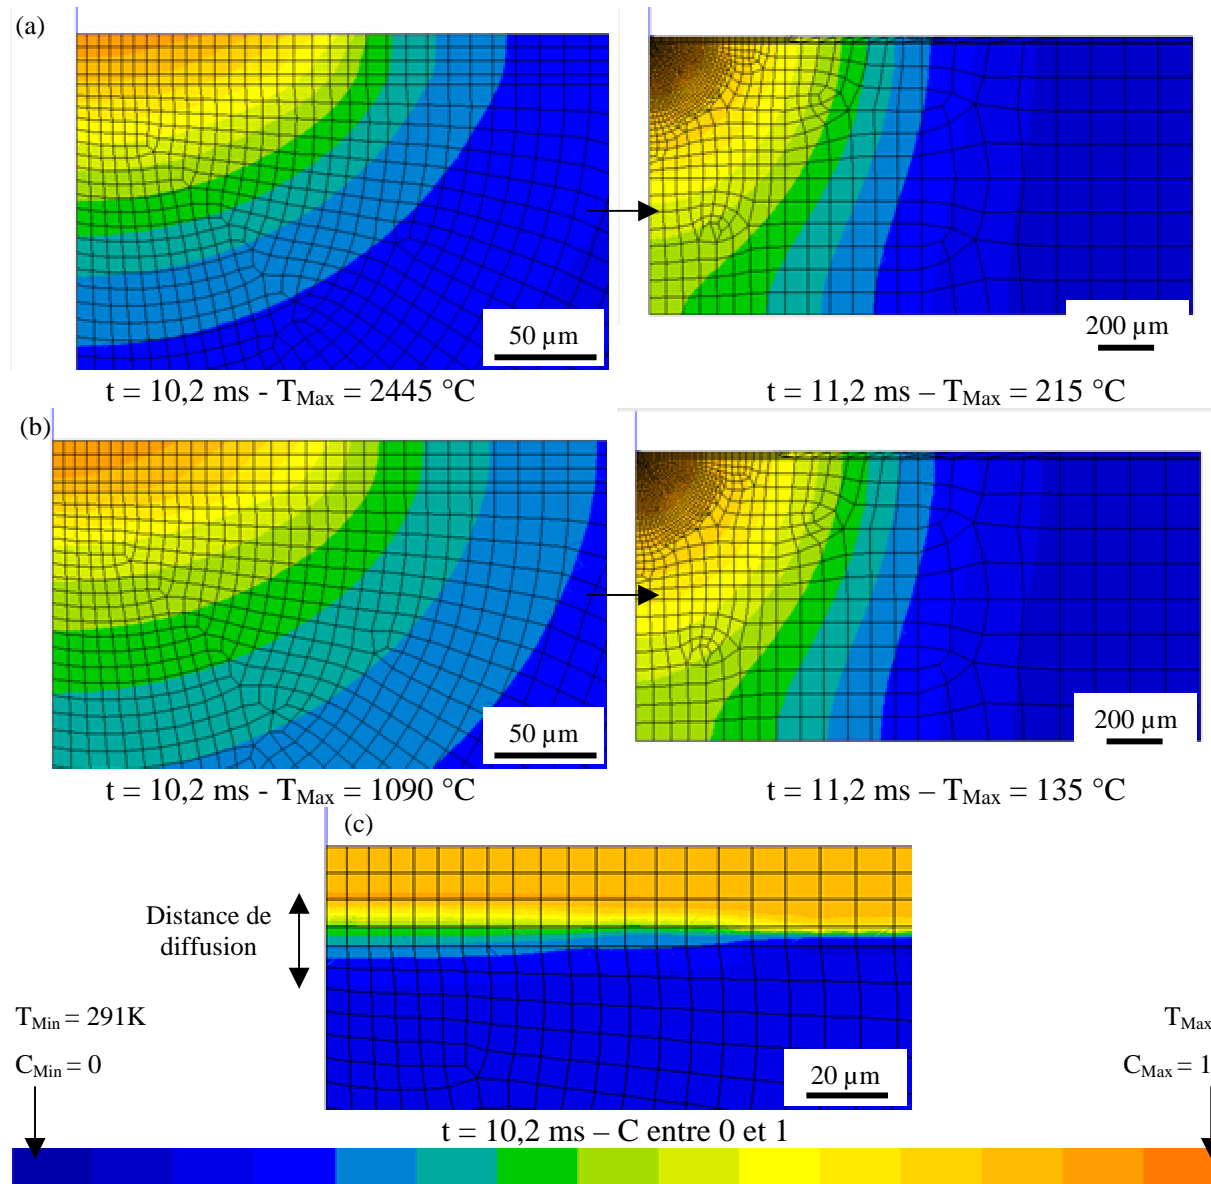 (a)
50 µm
200 µm
t = 10,2 ms - TMax = 2445 °C
t = 11,2 ms – TMax = 215 °C
(b)
50 µm
200 µm
t = 10,2 ms - TMax = 1090 °C
t = 11,2 ms – TMax = 135 °C
(c)
Distance de
diffusion
20 µm
TMin = 291K
TMax
CMin = 0
CMax = 1
t = 10,2 ms – C entre 0 et 1